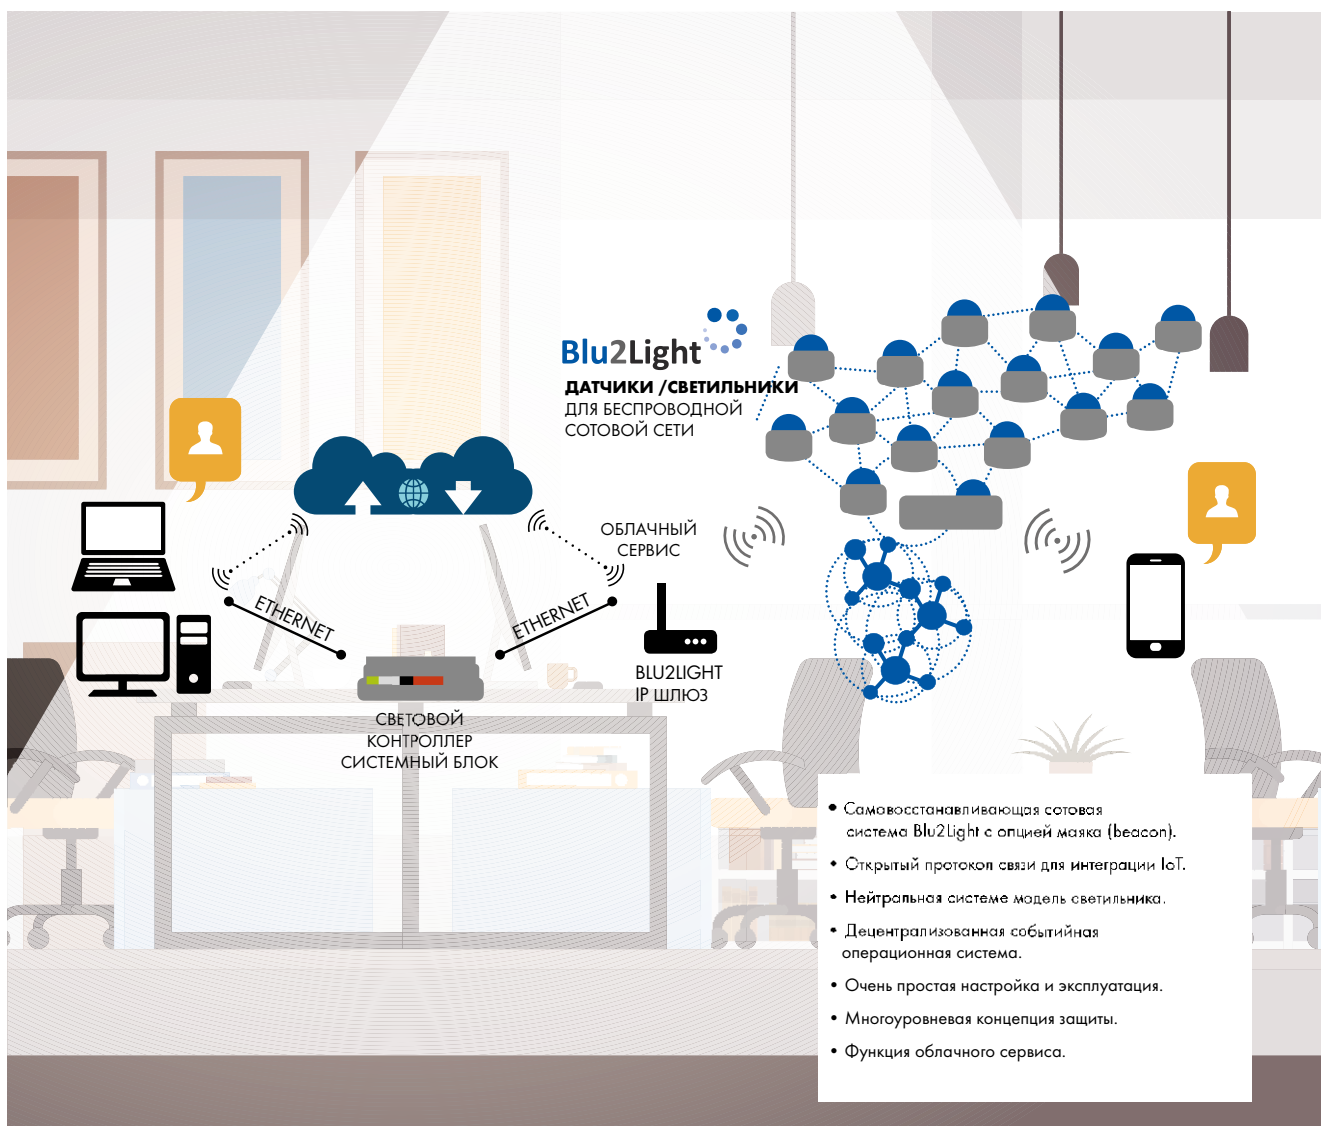 Blu2Light
ДАТЧИКИ /СВЕТИЛЬНИКИ
ДЛЯ БЕСПРОВОДНОЙ
СОТОВОЙ СЕТИ
ОБЛАЧНЫЙ
СЕРВИС
ETHERNET
ETHERNET
BLU2LIGHT
IP ШЛЮЗ
СВЕТОВОЙ
КОНТРОЛЛЕР
СИСТЕМНЫЙ БЛОК
• Самовосстанавливающая сотовая
система Blu2Light с опцией маяка (beacon).
• Открытый протокол связи для интеграции IoT.
• Нейтральная системе модель светильника.
• Децентрализованная событийная
операционная система.
• Очень простая настройка и эксплуатация.
• Многоуровневая концепция защиты.
• Функция облачного сервиса.